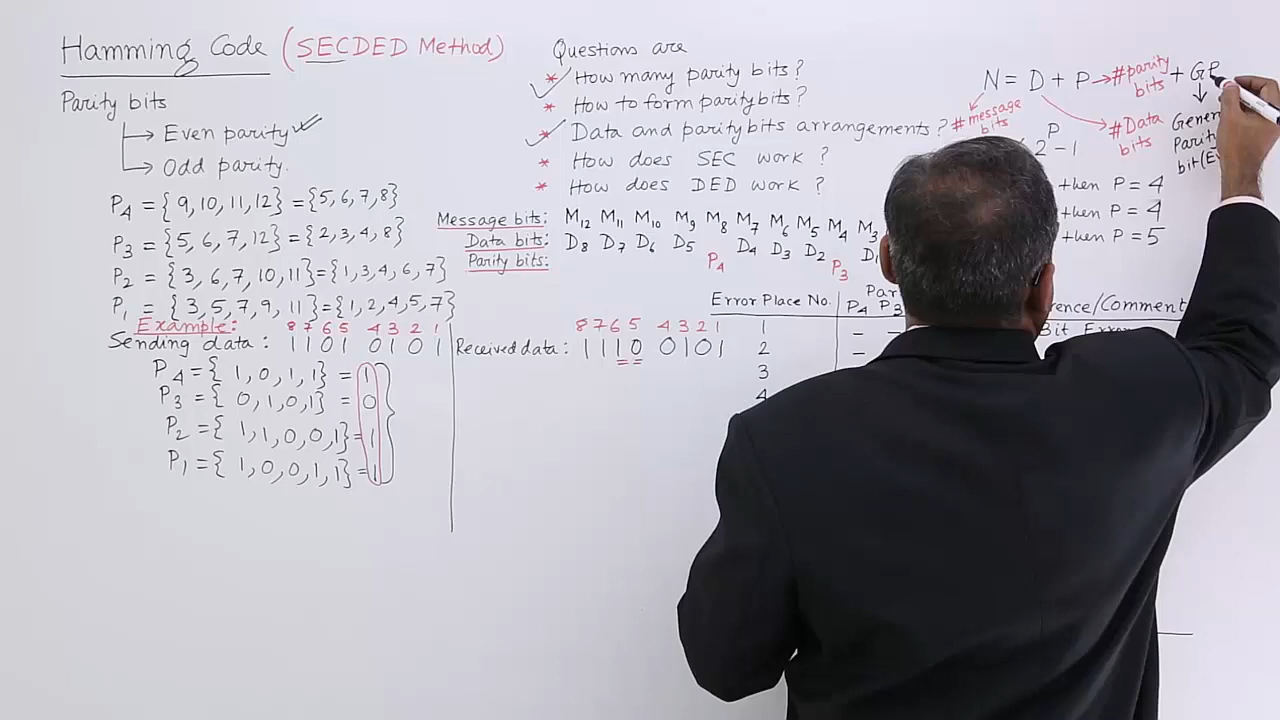 Hamming Code (SECDED Method)
Parity bits
→ Even parity
→ Odd parity.
P4 = {9, 10, 11, 12} = {5, 6, 7, 8}
P3 = {5, 6, 7, 12} = {2, 3, 4, 8}
P2 = {3, 6, 7, 10, 11} = {1, 3, 4, 6, 7}
P1 = {3, 5, 7, 9, 11} = {1, 2, 4, 5, 7}
Example: 8 7 6 5 4 3 2 1
Sending data: 1 1 0 1 0 1 0 1
P4 = { 1, 0, 1, 1} = 1
P3 = { 0, 1, 0, 1} = 0
P2 = { 1, 1, 0, 0, 1} = 1
P1 = { 1, 0, 0, 1, 1} = 1
Questions are
* How many parity bits?
* How to form parity bits?
* Data and parity bits arrangements?
* How does SEC work?
* How does DED work?
Message bits: M12 M11 M10 M9 M8 M7 M6 M5 M4 M3
Data bits: D8 D7 D6 D5 D4 D3 D2 D1
Parity bits: P4 P3
8 7 6 5 4 3 2 1
Received data: 1 1 1 0 0 1 0 1
N = D + P → #parity bits + GP
#message bits
#Data bits
Parity
2^P - 1
then P = 4
then P = 4
then P = 5
Error Place No.
P4 P3
1 - -
2 -
3
4
Bit Error